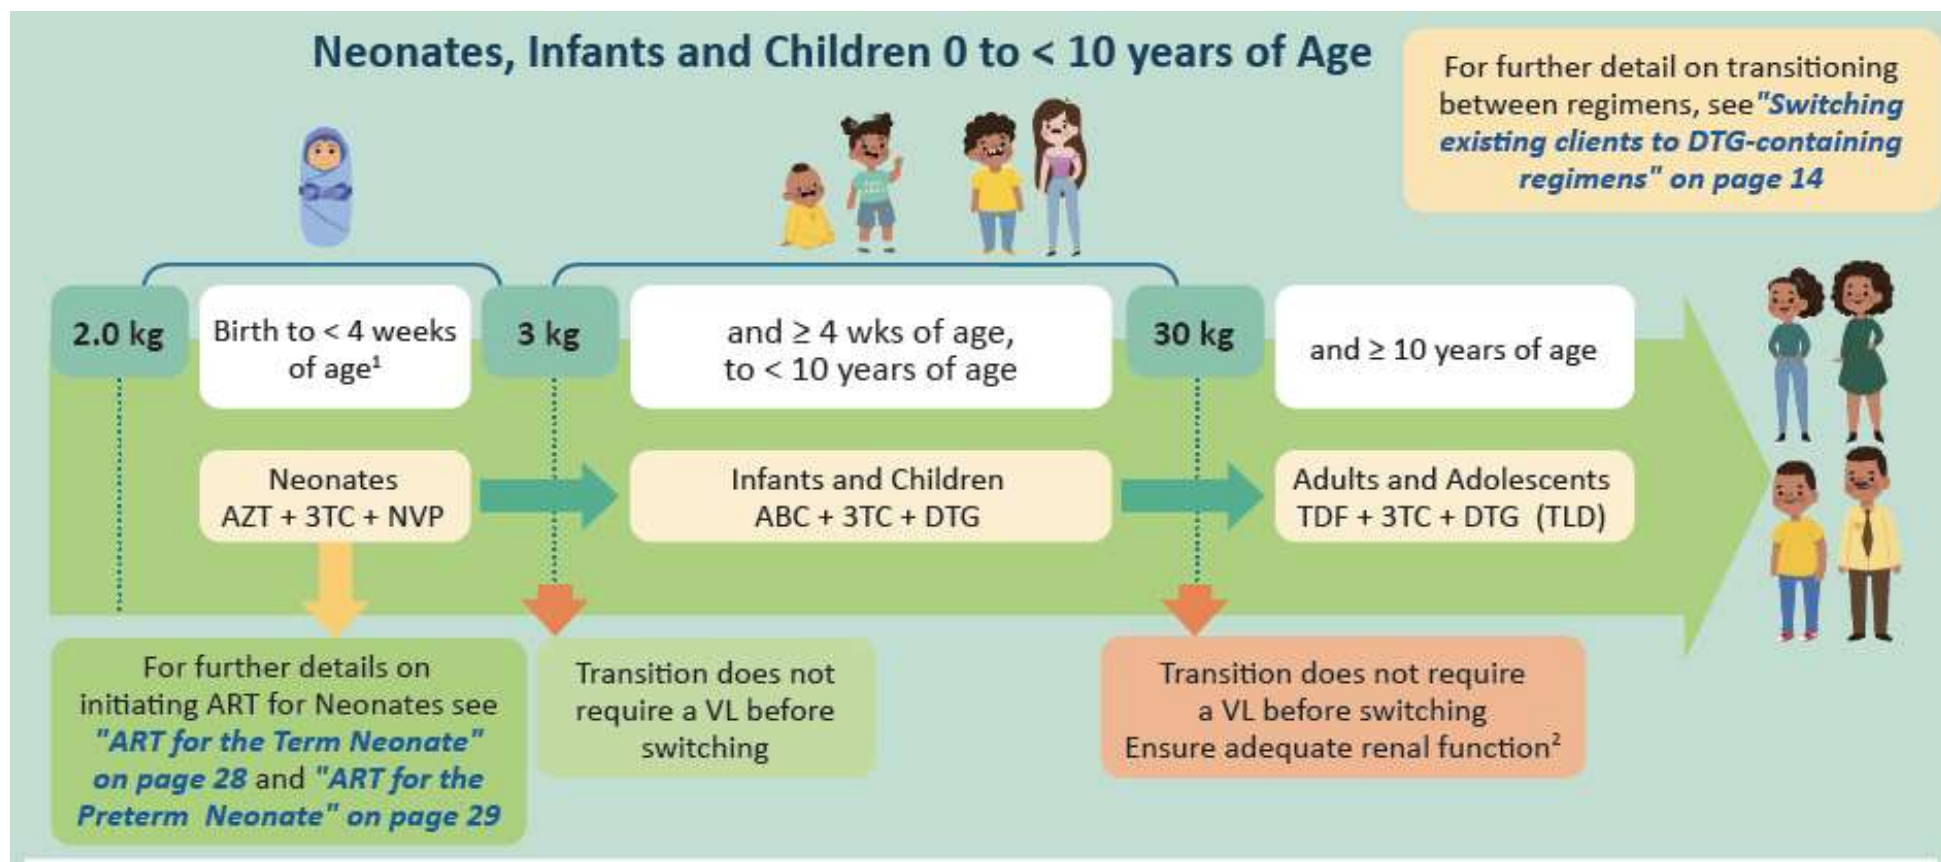 Neonates, Infants and Children 0 to < 10 years of Age
For further detail on transitioning
between regimens, see "Switching
existing clients to DTG-containing
regimens" on page 14
2.0 kg
Birth to < 4 weeks
of age¹
3 kg
and ≥ 4 wks of age,
to < 10 years of age
30 kg
and ≥ 10 years of age
Neonates
AZT + 3TC + NVP
Infants and Children
ABC + 3TC + DTG
Adults and Adolescents
TDF + 3TC + DTG (TLD)
For further details on
initiating ART for Neonates see
"ART for the Term Neonate"
on page 28 and "ART for the
Preterm Neonate" on page 29
Transition does not
require a VL before
switching
Transition does not require
a VL before switching
Ensure adequate renal function²